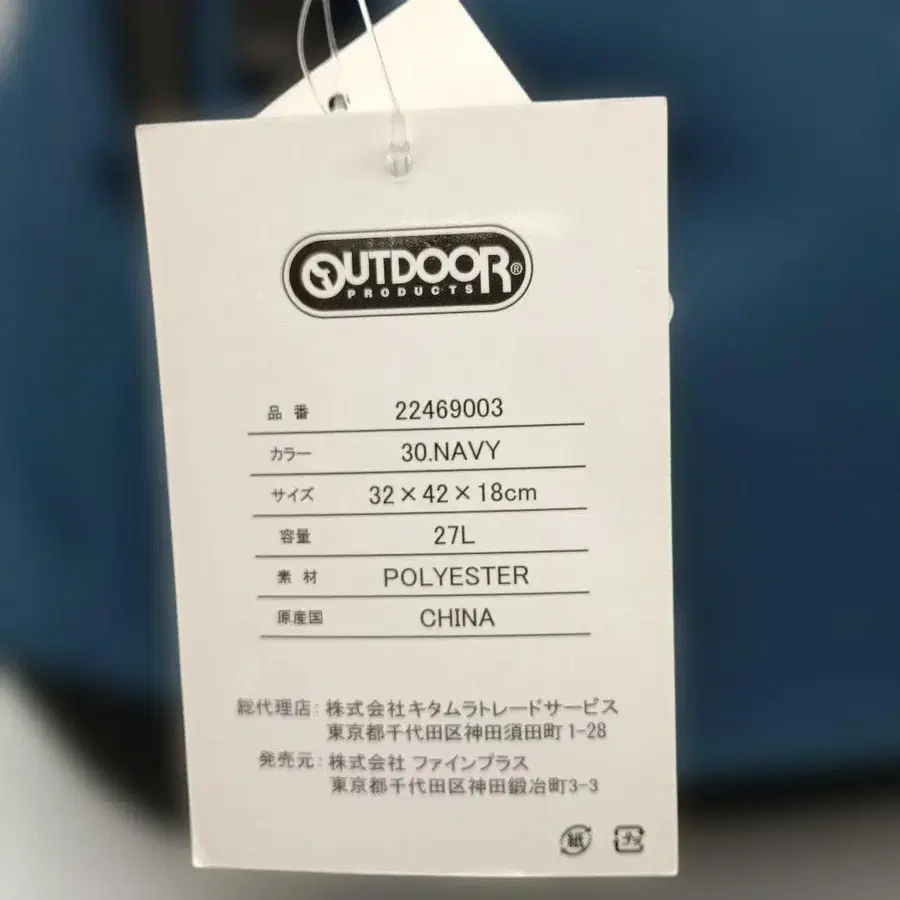 OUTDOOR®
PRODUCTS
品番 22469003
カラー 30.NAVY
サイズ 32×42×18cm
容量 27L
素材 POLYESTER
原産国 CHINA
総代理店：株式会社キタムラトレードサービス
東京都千代田区神田須田町1-28
発売元：株式会社 ファインプラス
東京都千代田区神田鍛冶町3-3
紙 プラ